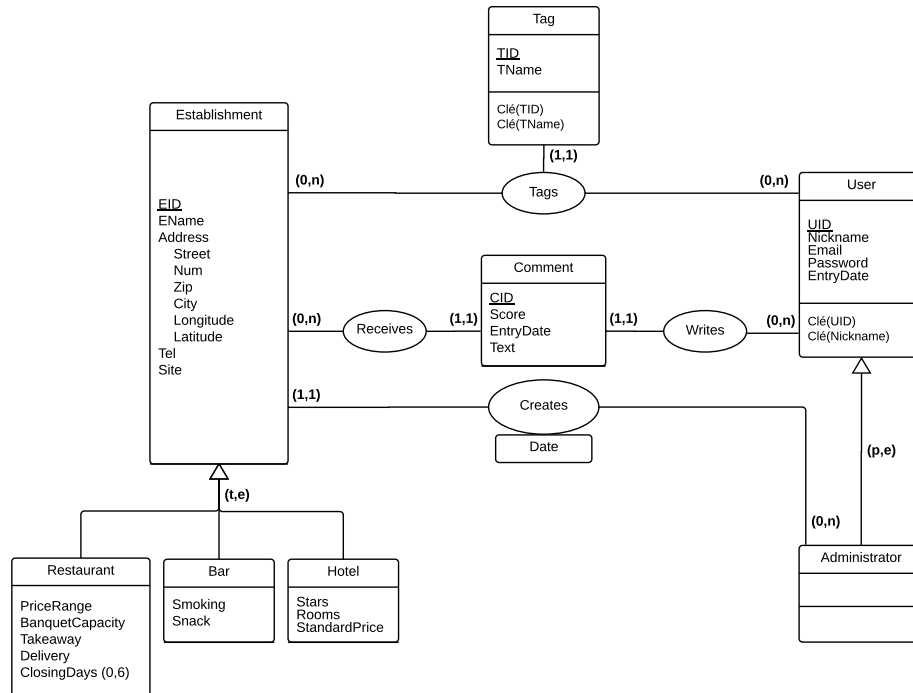 Tag
TID
TName
Clé(TID)
Clé(TName)
(1,1)
Establishment
EID
EName
Address
Street
Num
Zip
City
Longitude
Latitude
Tel
Site
(0,n)
Tags
(0,n)
User
UID
Nickname
Email
Password
EntryDate
Clé(UID)
Clé(Nickname)
Comment
CID
Score
EntryDate
Text
(0,n)
Receives
(1,1)
(1,1)
Writes
(0,n)
(1,1)
Creates
Date
(0,n)
(p,e)
(t,e)
Restaurant
PriceRange
BanquetCapacity
Takeaway
Delivery
ClosingDays (0,6)
Bar
Smoking
Snack
Hotel
Stars
Rooms
StandardPrice
Administrator